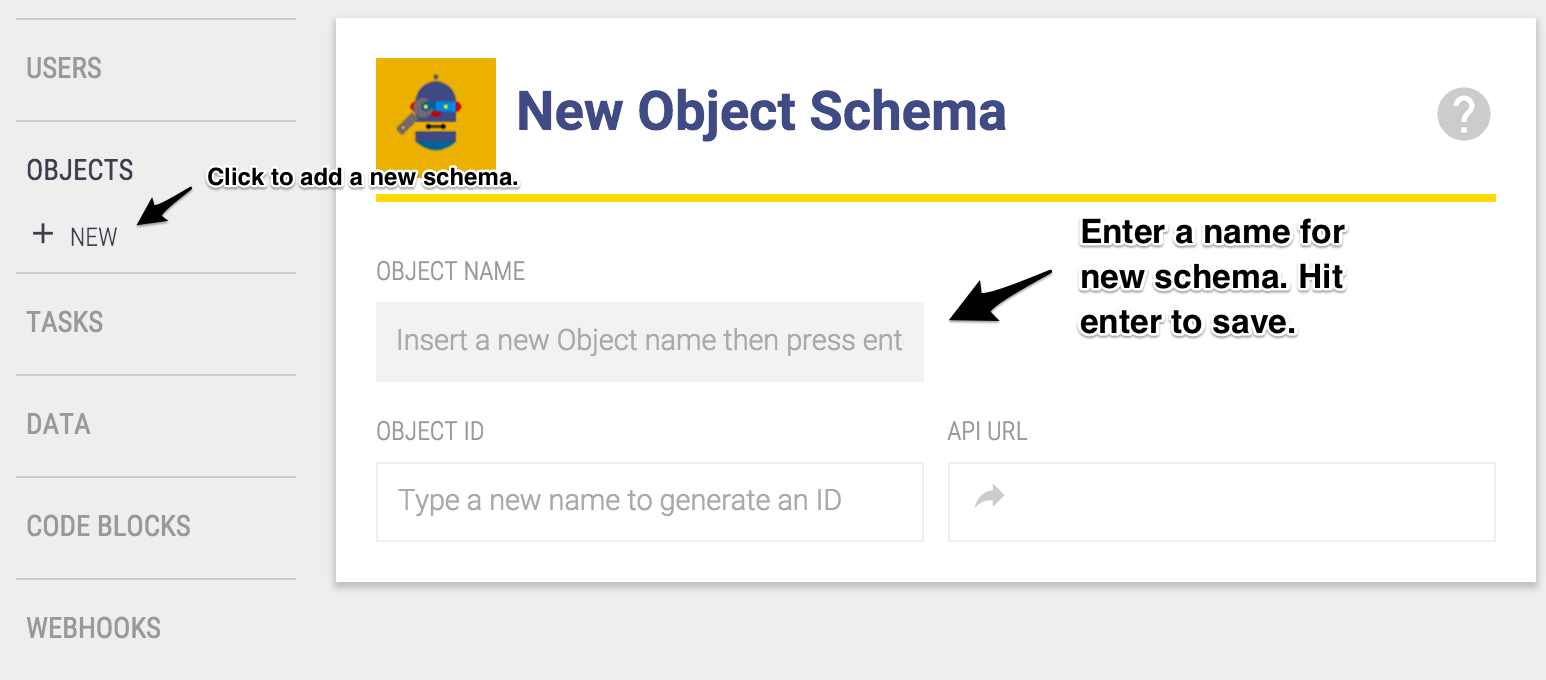 USERS
OBJECTS
Click to add a new schema.
+ NEW
TASKS
DATA
CODE BLOCKS
WEBHOOKS
New Object Schema
?
Enter a name for
new schema. Hit
enter to save.
OBJECT NAME
Insert a new Object name then press ent
OBJECT ID
Type a new name to generate an ID
API URL